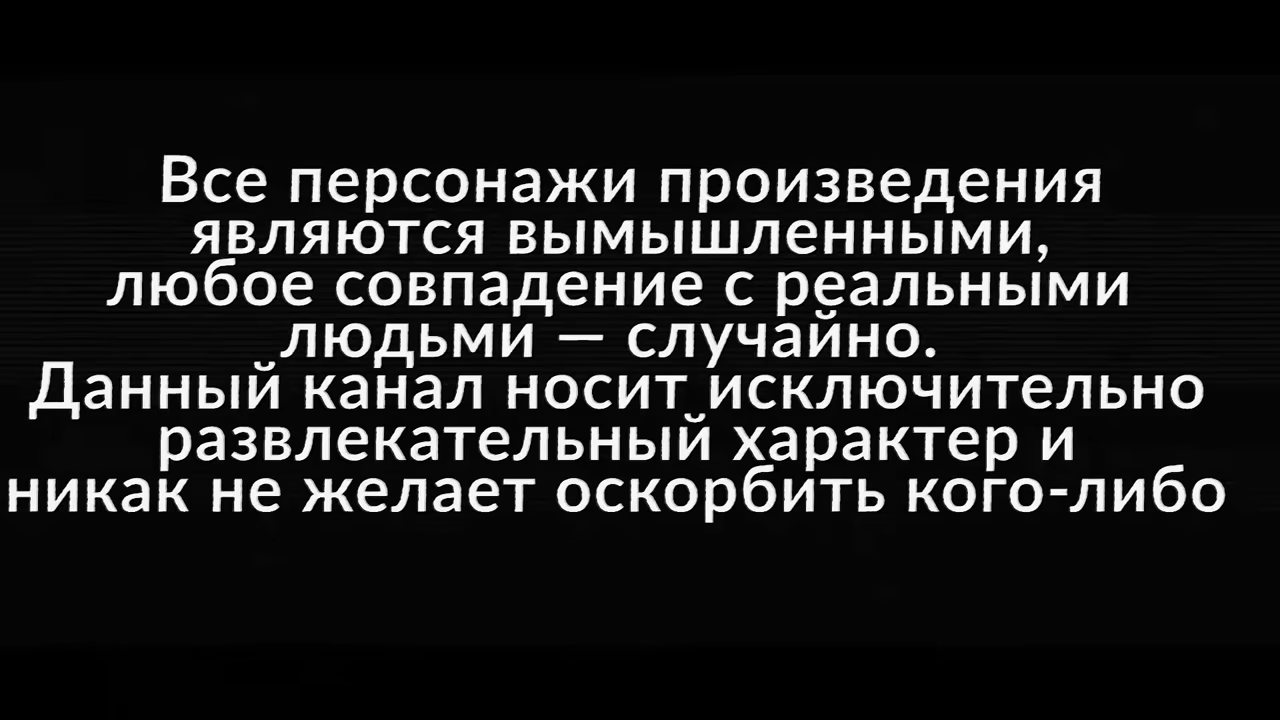 Все персонажи произведения
являются вымышленными,
любое совпадение с реальными
людьми — случайно.
Данный канал носит исключительно
развлекательный характер и
никак не желает оскорбить кого-либо